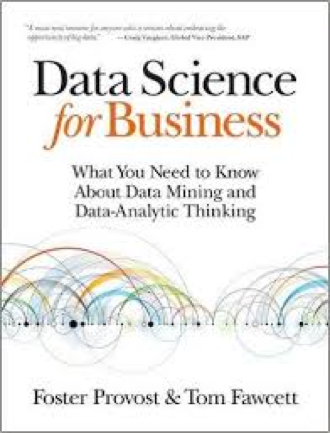 "A must-read resource for anyone who is serious about embracing the
opportunity of big data." — Craig Vaughan, Global Vice President, SAP
Data Science
for Business
What You Need to Know
About Data Mining and
Data-Analytic Thinking
Foster Provost & Tom Fawcett